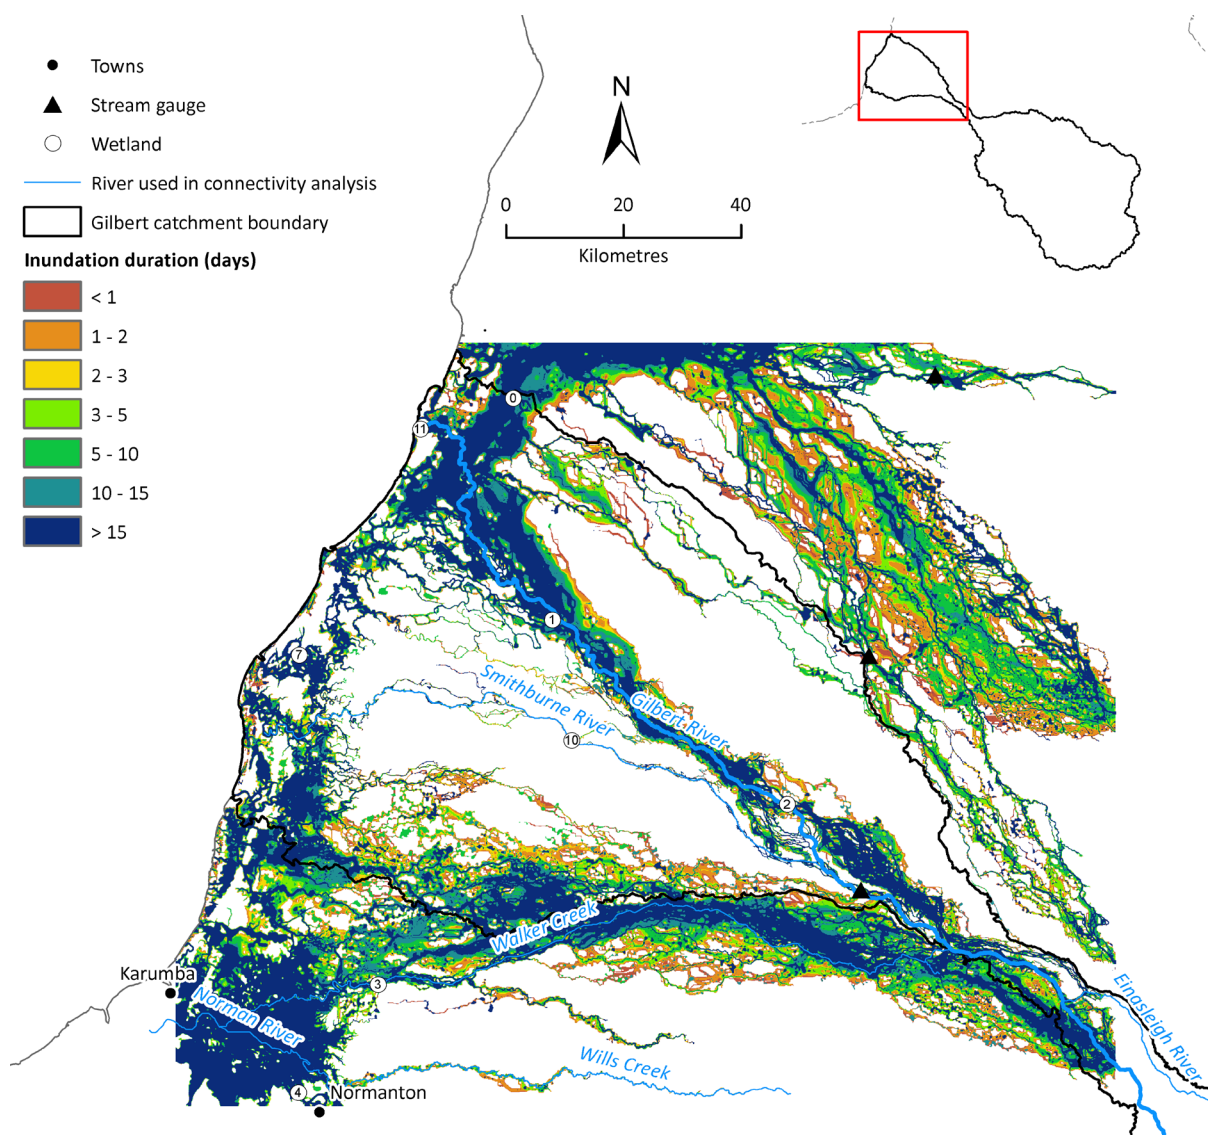 Towns
Stream gauge
Wetland
River used in connectivity analysis
Gilbert catchment boundary
Inundation duration (days)
< 1
1 - 2
2 - 3
3 - 5
5 - 10
10 - 15
> 15
N
0 20 40
Kilometres
0
11
1
7
Smithburne River
Gilbert River
10
2
Walker Creek
Karumba
3
Norman River
Einasleigh River
Wills Creek
4
Normanton